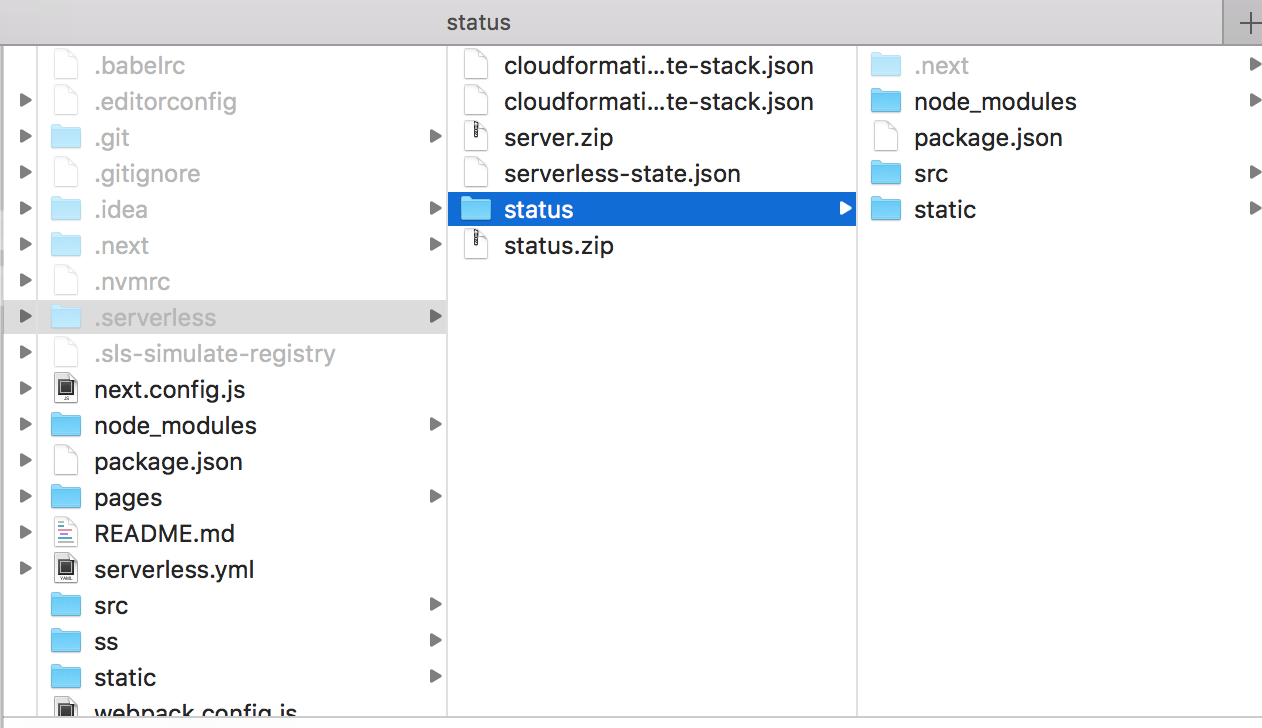 status
.babelrc
.editorconfig
.git
.gitignore
.idea
.next
.nvmrc
.serverless
.sls-simulate-registry
next.config.js
node_modules
package.json
pages
README.md
serverless.yml
src
ss
static
webpack.config.js
cloudformati...te-stack.json
cloudformati...te-stack.json
server.zip
serverless-state.json
status
status.zip
.next
node_modules
package.json
src
static